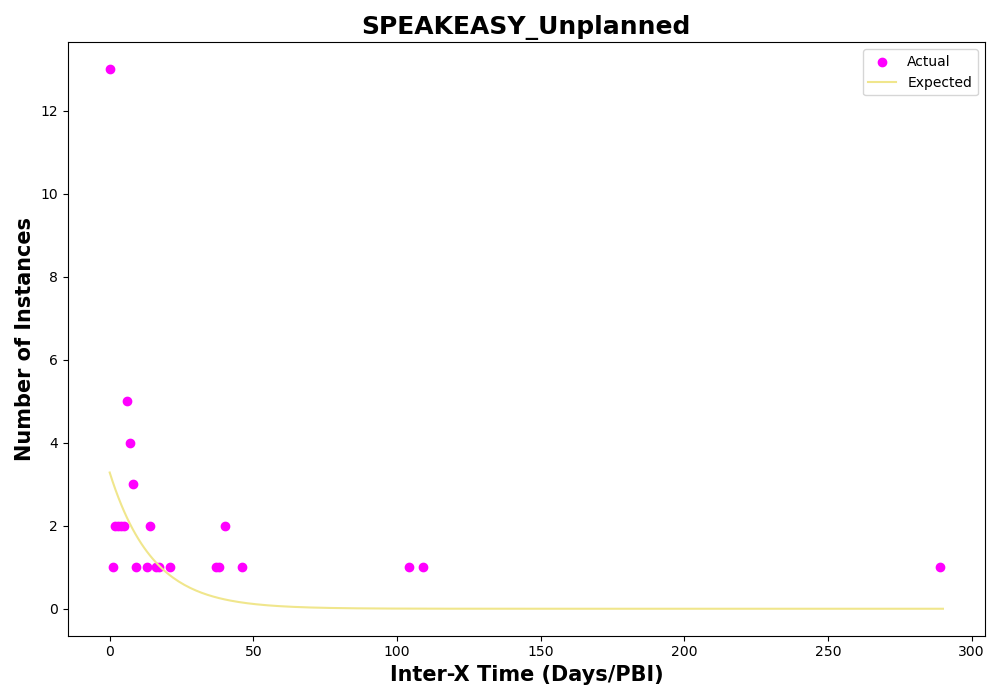 SPEAKEASY_Unplanned
Actual
Expected
12
10
8
6
4
2
0
Number of Instances
0 50 100 150 200 250 300
Inter-X Time (Days/PBI)